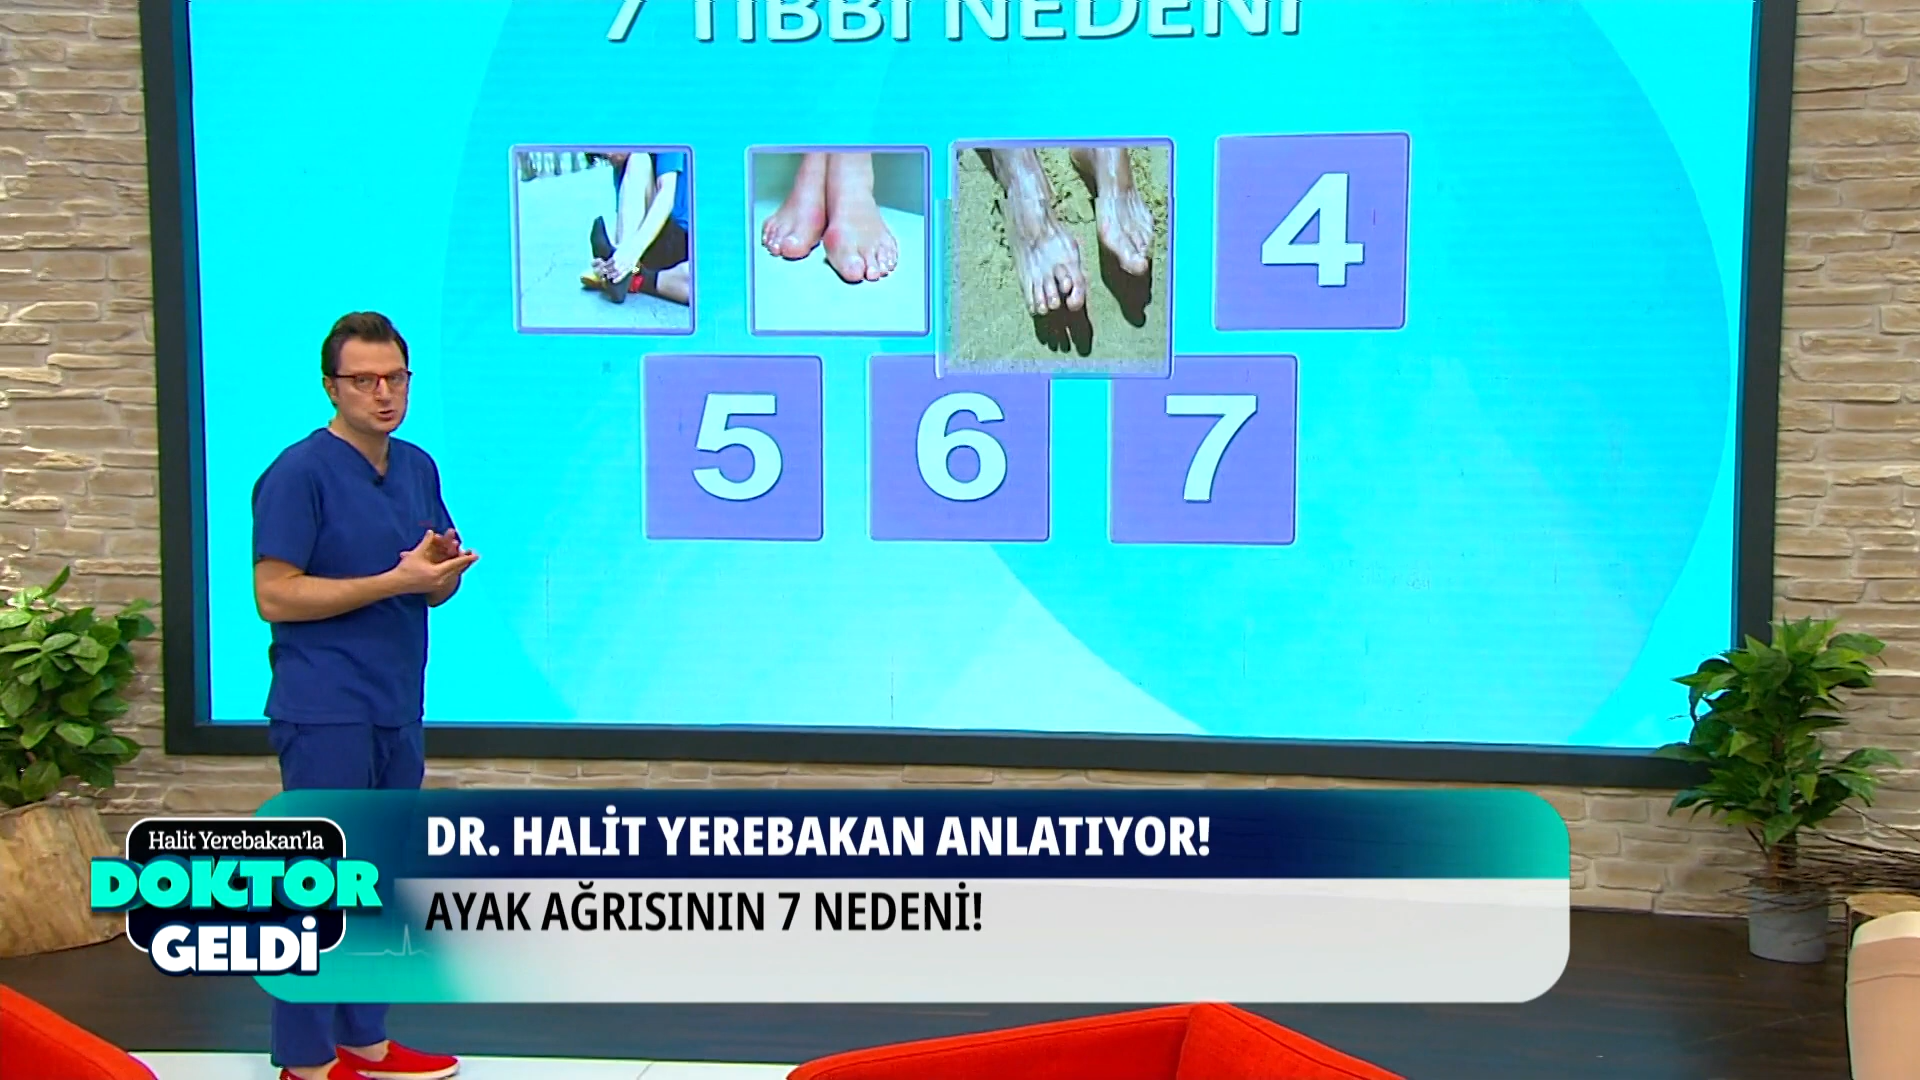 7 TIBBİ NEDENİ
4
5
6
7
DR. HALİT YEREBAKAN ANLATIYOR!
AYAK AĞRISININ 7 NEDENİ!
Halit Yerebakan'la
DOKTOR
GELDİ